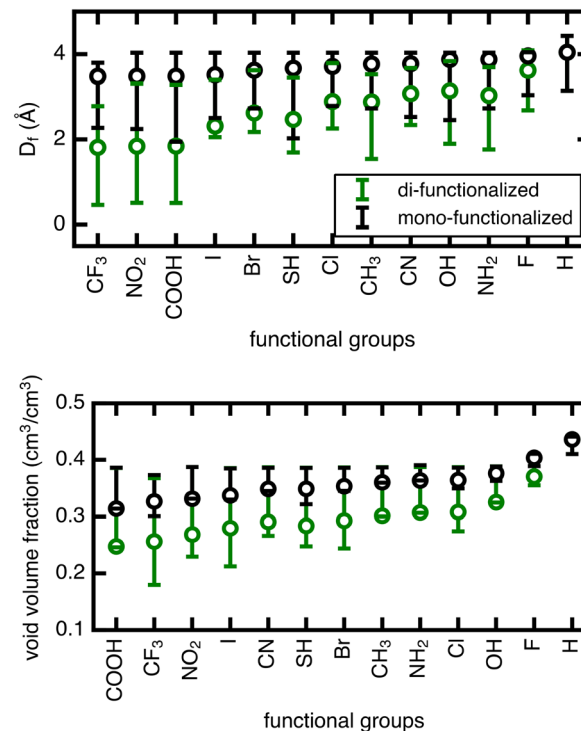 D_f (Å)
4
2
0
di-functionalized
mono-functionalized
CF₃
NO₂
COOH
I
Br
SH
Cl
CH₃
CN
OH
NH₂
F
H
functional groups
void volume fraction (cm³/cm³)
0.5
0.4
0.3
0.2
0.1
COOH
CF₃
NO₂
I
CN
SH
Br
CH₃
NH₂
Cl
OH
F
H
functional groups